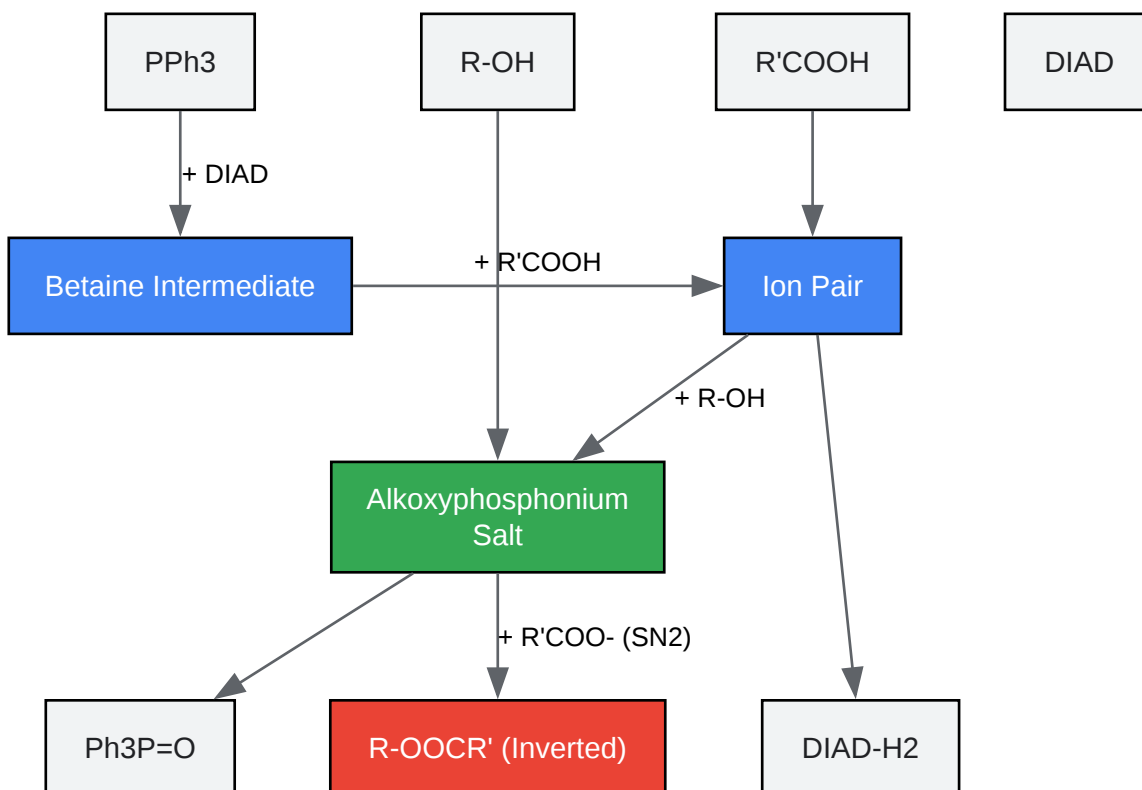 PPh3
R-OH
R'COOH
DIAD
+ DIAD
Betaine Intermediate
+ R'COOH
Ion Pair
+ R-OH
Alkoxyphosphonium
Salt
+ R'COO- (SN2)
Ph3P=O
R-OOCR' (Inverted)
DIAD-H2